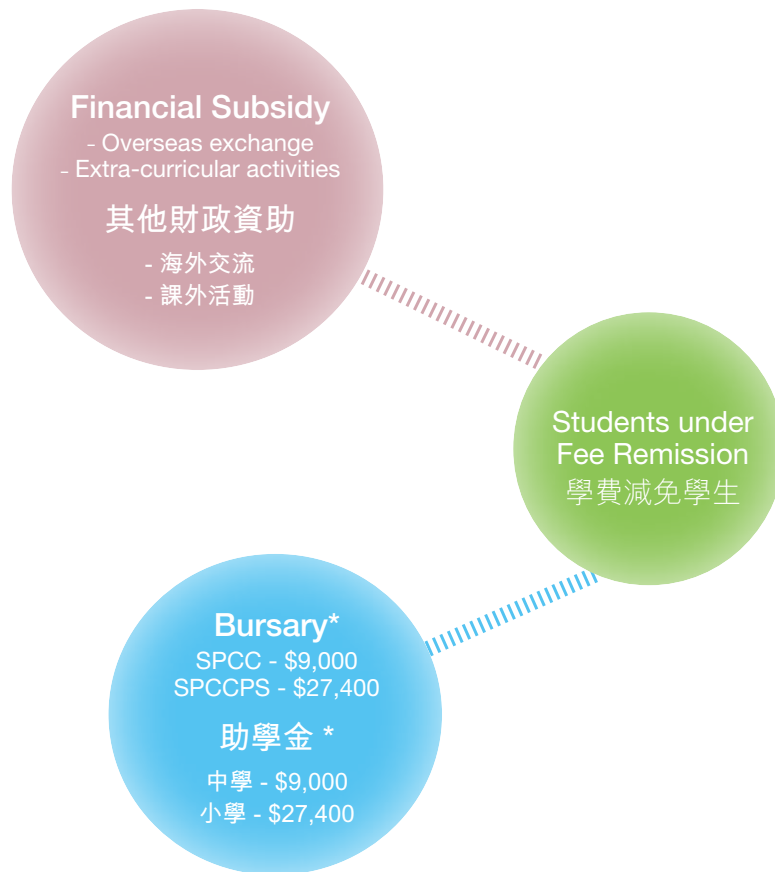 Financial Subsidy
- Overseas exchange
- Extra-curricular activities
其他財政資助
- 海外交流
- 課外活動
Students under
Fee Remission
學費減免學生
Bursary*
SPCC - $9,000
SPCCPS - $27,400
助學金 *
中學 - $9,000
小學 - $27,400